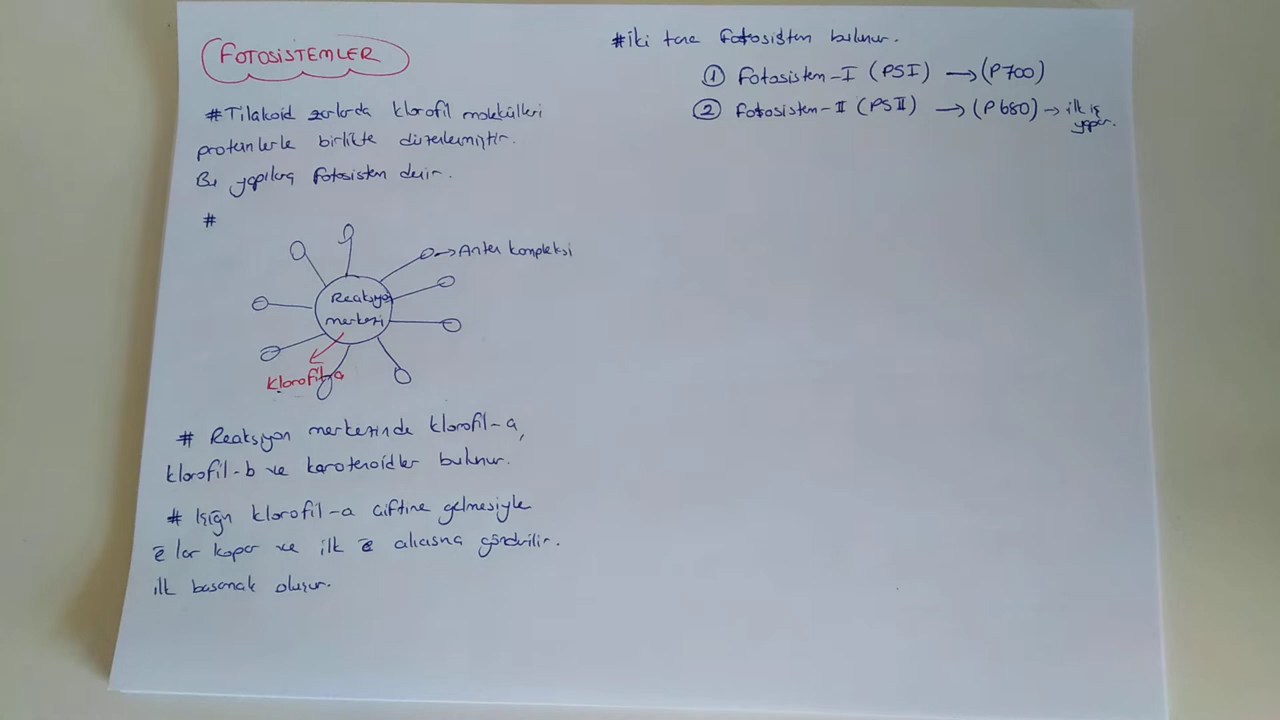 FOTOSİSTEMLER
#Tilakoid zarlarda klorofil molekülleri
proteinlerle birlikte düzenlenmiştir.
Bu yapılara fotosistem denir.
#
Anten kompleksi
Reaksiyon
merkezi
Klorofil-a
# Reaksiyon merkezinde klorofil-a,
klorofil-b ve karotenoidler bulunur.
# Işığın klorofil-a çiftine gelmesiyle
e lar kopar ve ilk e alıcısına gönderilir.
ilk basamak oluşur.
#İki tane fotosistem bulunur.
① Fotosistem-I (PSI) →(P700)
② Fotosistem-II (PSII) → (P680) → ilk iş
yapar.